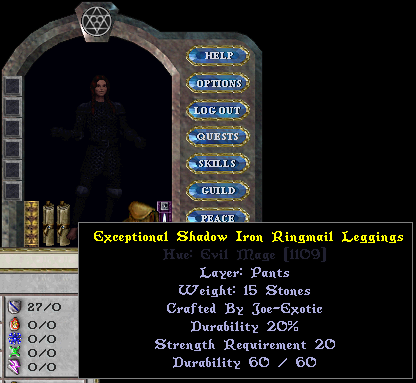 HELP
OPTIONS
LOG OUT
QUESTS
SKILLS
GUILD
PEACE
Exceptional Shadow Iron Ringmail Leggings
Hue: Evil Mage [1109]
Layer: Pants
Weight: 15 Stones
Crafted By Joe-Exotic
Durability 20%
Strength Requirement 20
Durability 60 / 60
27/0
0/0
0/0
0/0
0/0